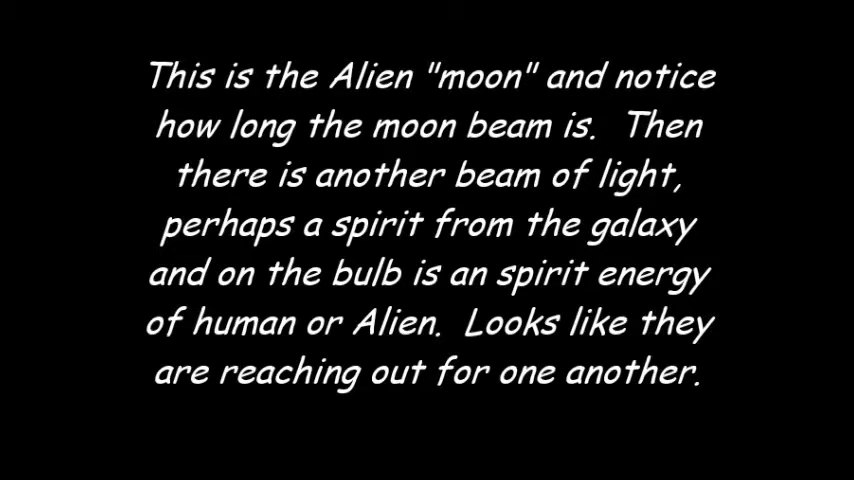 This is the Alien "moon" and notice
how long the moon beam is. Then
there is another beam of light,
perhaps a spirit from the galaxy
and on the bulb is an spirit energy
of human or Alien. Looks like they
are reaching out for one another.